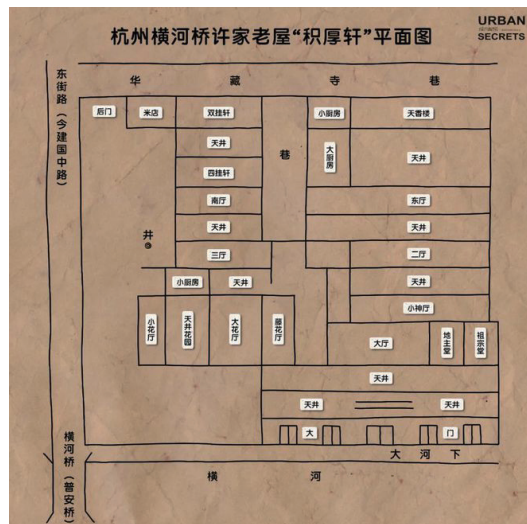 URBAN
SECRETS
杭州横河桥许家老屋“积厚轩”平面图
华藏寺巷
东街路（今建国中路）
后门
米店
双挂轩
小厨房
天香楼
天井
巷
大厨房
天井
四挂轩
南厅
东厅
天井
天井
井
三厅
二厅
小厨房
天井
天井
小神厅
小花厅
天井花园
大花厅
藤花厅
大厅
地主堂
祖宗堂
天井
天井
天井
大
门
大河下
横河桥（普安桥）
横河